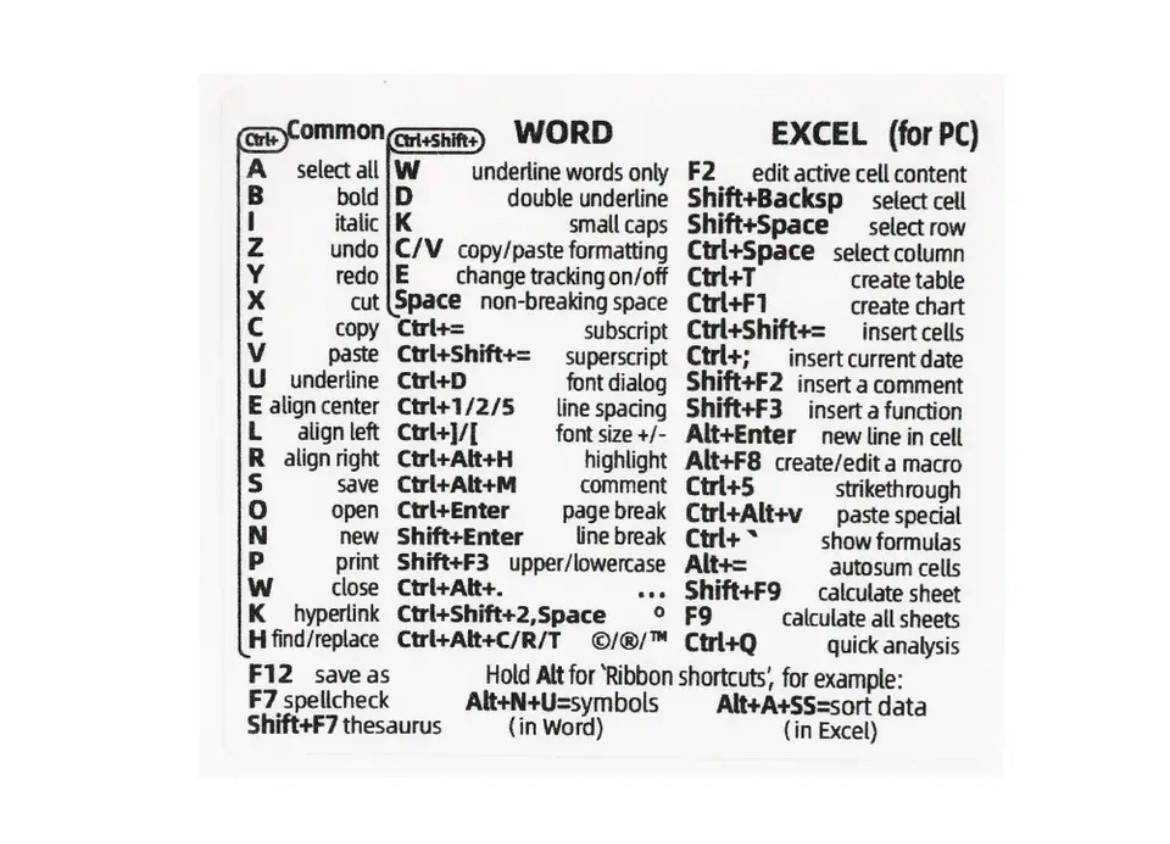 Ctrl+ Common
A select all
B bold
I italic
Z undo
Y redo
X cut
C copy
V paste
U underline
E align center
L align left
R align right
S save
O open
N new
P print
W close
K hyperlink
H find/replace
F12 save as
F7 spellcheck
Shift+F7 thesaurus
Ctrl+Shift+ WORD
W underline words only
D double underline
K small caps
C/V copy/paste formatting
E change tracking on/off
Space non-breaking space
Ctrl+= subscript
Ctrl+Shift+= superscript
Ctrl+D font dialog
Ctrl+1/2/5 line spacing
Ctrl+]/[ font size +/-
Ctrl+Alt+H highlight
Ctrl+Alt+M comment
Ctrl+Enter page break
Shift+Enter line break
Shift+F3 upper/lowercase
Ctrl+Alt+. ...
Ctrl+Shift+2,Space °
Ctrl+Alt+C/R/T ©/®/™
EXCEL (for PC)
F2 edit active cell content
Shift+Backsp select cell
Shift+Space select row
Ctrl+Space select column
Ctrl+T create table
Ctrl+F1 create chart
Ctrl+Shift+= insert cells
Ctrl+; insert current date
Shift+F2 insert a comment
Shift+F3 insert a function
Alt+Enter new line in cell
Alt+F8 create/edit a macro
Ctrl+5 strikethrough
Ctrl+Alt+v paste special
Ctrl+ ` show formulas
Alt+= autosum cells
Shift+F9 calculate sheet
F9 calculate all sheets
Ctrl+Q quick analysis
Hold Alt for ‛Ribbon shortcuts’, for example:
Alt+N+U=symbols
(in Word)
Alt+A+SS=sort data
(in Excel)